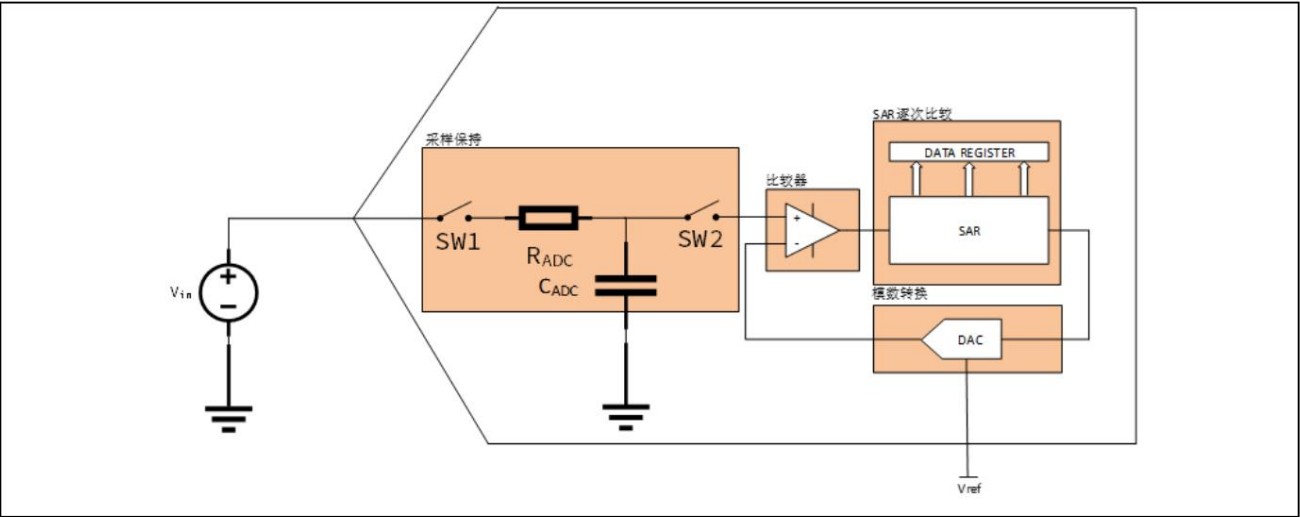 SAR逐次比较
DATA REGISTER
采样保持
比较器
SAR
SW1
SW2
RADC
CADC
Vin
+
−
+
-
模数转换
DAC
Vref